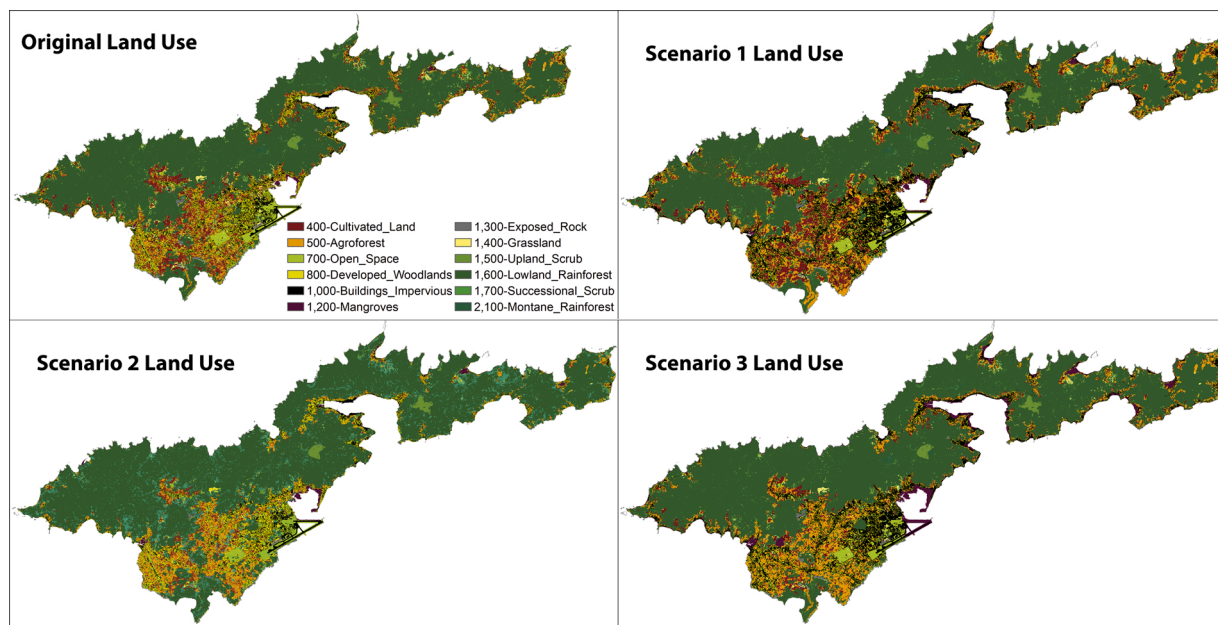 Original Land Use
Scenario 1 Land Use
400-Cultivated_Land
500-Agroforest
700-Open_Space
800-Developed_Woodlands
1,000-Buildings_Impervious
1,200-Mangroves
1,300-Exposed_Rock
1,400-Grassland
1,500-Upland_Scrub
1,600-Lowland_Rainforest
1,700-Successional_Scrub
2,100-Montane_Rainforest
Scenario 2 Land Use
Scenario 3 Land Use